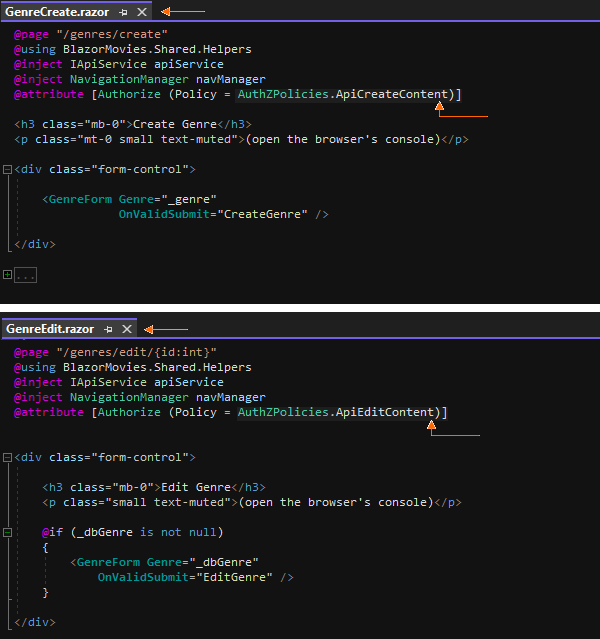 GenreCreate.razor
@page "/genres/create"
@using BlazorMovies.Shared.Helpers
@inject IApiService apiService
@inject NavigationManager navManager
@attribute [Authorize (Policy = AuthZPolicies.ApiCreateContent)]
<h3 class="mb-0">Create Genre</h3>
<p class="mt-0 small text-muted">(open the browser's console)</p>
<div class="form-control">
<GenreForm Genre="_genre"
OnValidSubmit="CreateGenre" />
</div>
...
GenreEdit.razor
@page "/genres/edit/{id:int}"
@using BlazorMovies.Shared.Helpers
@inject IApiService apiService
@inject NavigationManager navManager
@attribute [Authorize (Policy = AuthZPolicies.ApiEditContent)]
<div class="form-control">
<h3 class="mb-0">Edit Genre</h3>
<p class="small text-muted">(open the browser's console)</p>
@if (_dbGenre is not null)
{
<GenreForm Genre="_dbGenre"
OnValidSubmit="EditGenre" />
}
</div>